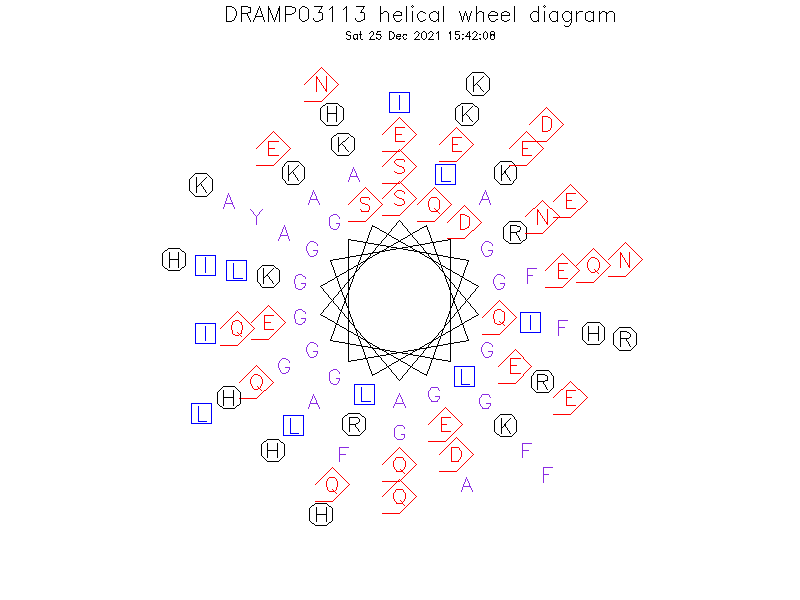 DRAMP03113 helical wheel diagram
Sat 25 Dec 2021 15:42:08
N K
I
H K
D
E
K E
E E
S
K A L K
K
A S A
A E
S Q
Y N
G D
A R
G G
H I Q N
L E
K F
G G
G Q
E I
Q F
I H
R
G G
G E
G L
Q R
L G
H E
A A G
L
L R E K
G
H F D F
Q
F
Q A
Q
H